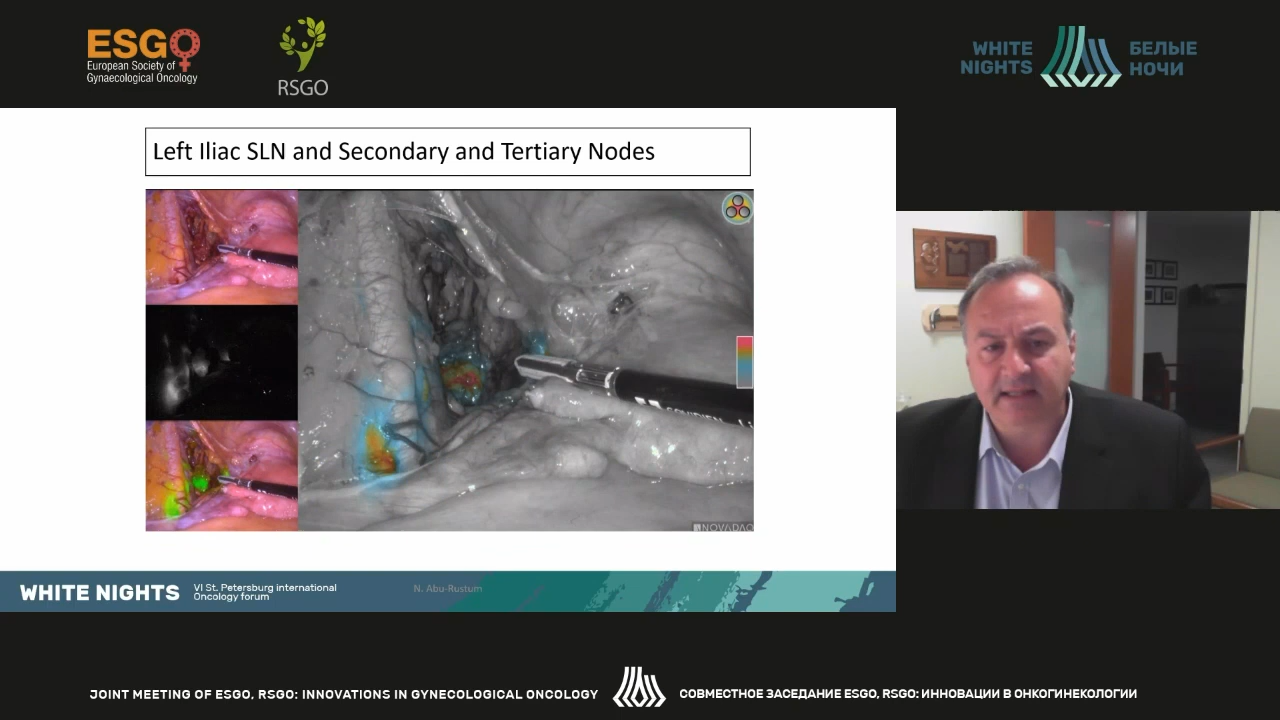 ESGO
European Society of
Gynaecological Oncology
RSGO
WHITE
NIGHTS
БЕЛЫЕ
НОЧИ
Left Iliac SLN and Secondary and Tertiary Nodes
NOVADAQ
WHITE NIGHTS
VI St. Petersburg international
Oncology forum
N. Abu-Rustum
JOINT MEETING OF ESGO, RSGO: INNOVATIONS IN GYNECOLOGICAL ONCOLOGY
СОВМЕСТНОЕ ЗАСЕДАНИЕ ESGO, RSGO: ИННОВАЦИИ В ОНКОГИНЕКОЛОГИИ